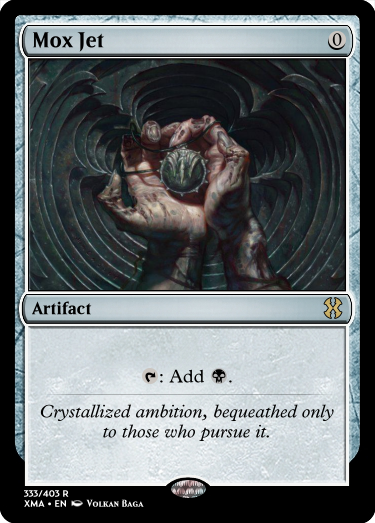 Mox Jet 0
Artifact
: Add .
Crystallized ambition, bequeathed only
to those who pursue it.
333/403 R
XMA • EN Volkan Baga